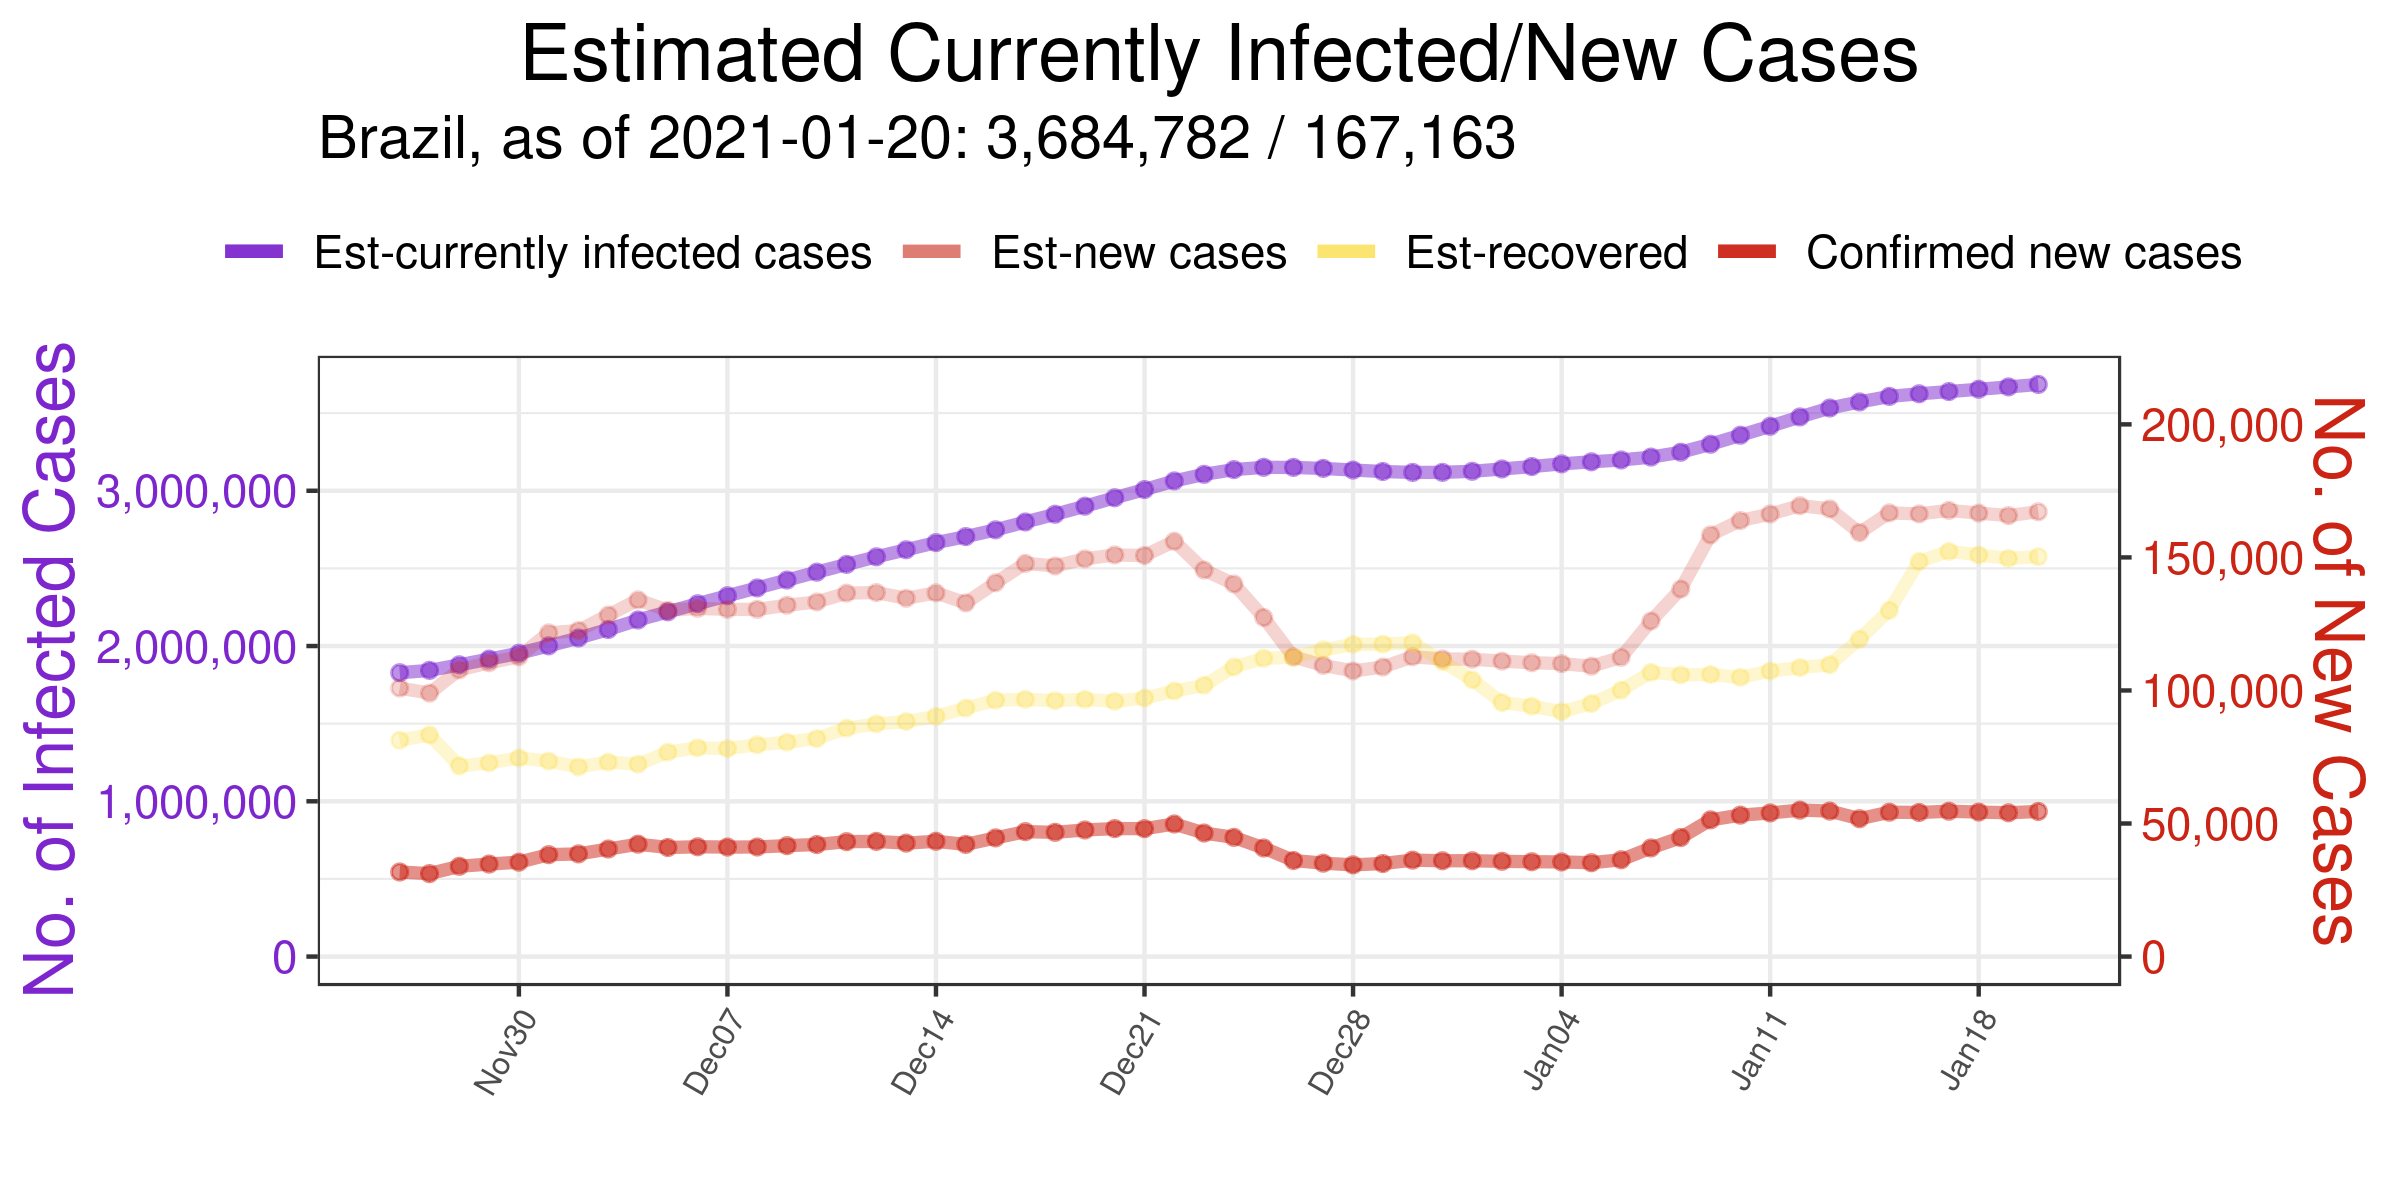 Estimated Currently Infected/New Cases
Brazil, as of 2021-01-20: 3,684,782 / 167,163
Est-currently infected cases Est-new cases Est-recovered Confirmed new cases
No. of Infected Cases
3,000,000
2,000,000
1,000,000
0
200,000
150,000
100,000
50,000
0
No. of New Cases
Nov30 Dec07 Dec14 Dec21 Dec28 Jan04 Jan11 Jan18